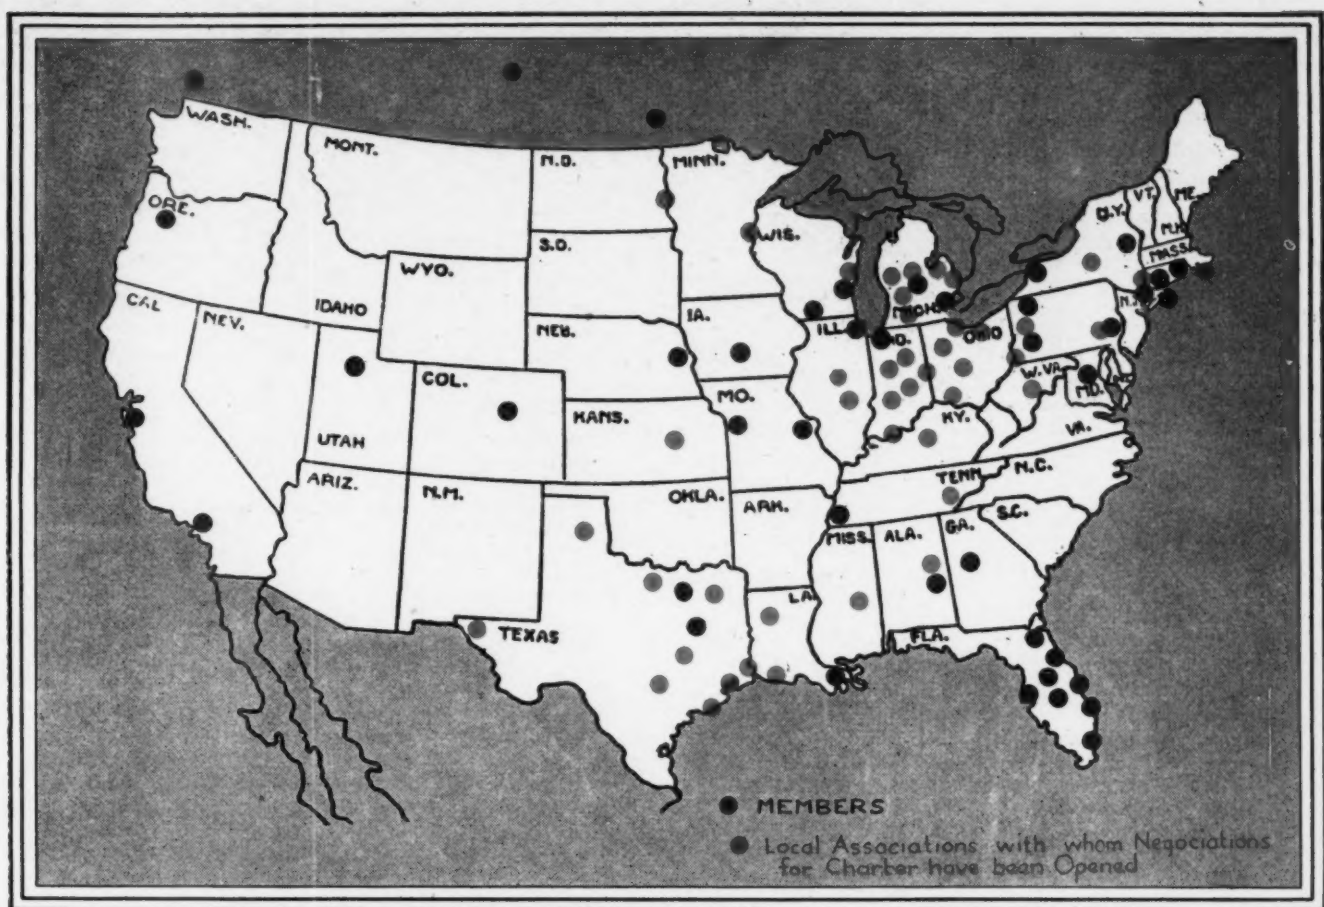 WASH.
MONT.
N.D.
MINN.
ORE.
WIS.
N.Y.
VT.
ME.
N.H.
MASS.
S.D.
WYO.
IDAHO
CAL
NEV.
MICH.
IA.
NEB.
ILL.
IND.
OHIO
N.J.
COL.
UTAH
KANS.
MO.
W.VA.
MD.
KY.
VA.
ARIZ.
N.M.
OKLA.
ARK.
TENN.
N.C.
S.C.
MISS.
ALA.
GA.
LA.
TEXAS
FLA.
MEMBERS
Local Associations with whom Negociations
for Charter have been Opened